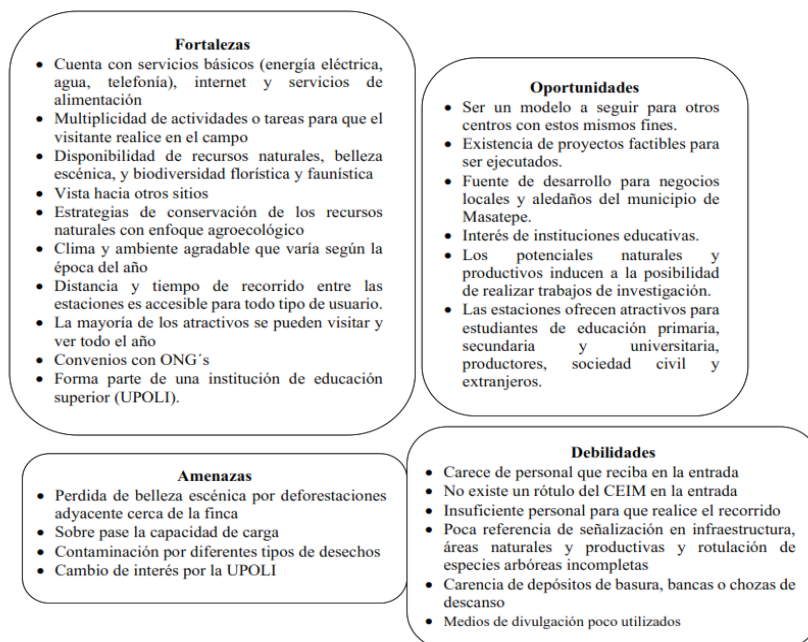 Fortalezas
• Cuenta con servicios básicos (energía eléctrica,
agua, telefonía), internet y servicios de
alimentación
• Multiplicidad de actividades o tareas para que el
visitante realice en el campo
• Disponibilidad de recursos naturales, belleza
escénica, y biodiversidad florística y faunística
• Vista hacia otros sitios
• Estrategias de conservación de los recursos
naturales con enfoque agroecológico
• Clima y ambiente agradable que varía según la
época del año
• Distancia y tiempo de recorrido entre las
estaciones es accesible para todo tipo de usuario.
• La mayoría de los atractivos se pueden visitar y
ver todo el año
• Convenios con ONG´s
• Forma parte de una institución de educación
superior (UPOLI).
Oportunidades
• Ser un modelo a seguir para otros
centros con estos mismos fines.
• Existencia de proyectos factibles para
ser ejecutados.
• Fuente de desarrollo para negocios
locales y aledaños del municipio de
Masatepe.
• Interés de instituciones educativas.
• Los potenciales naturales y
productivos inducen a la posibilidad
de realizar trabajos de investigación.
• Las estaciones ofrecen atractivos para
estudiantes de educación primaria,
secundaria y universitaria,
productores, sociedad civil y
extranjeros.
Amenazas
• Perdida de belleza escénica por deforestaciones
adyacente cerca de la finca
• Sobre pase la capacidad de carga
• Contaminación por diferentes tipos de desechos
• Cambio de interés por la UPOLI
Debilidades
• Carece de personal que reciba en la entrada
• No existe un rótulo del CEIM en la entrada
• Insuficiente personal para que realice el recorrido
• Poca referencia de señalización en infraestructura,
áreas naturales y productivas y rotulación de
especies arbóreas incompletas
• Carencia de depósitos de basura, bancas o chozas de
descanso
• Medios de divulgación poco utilizados